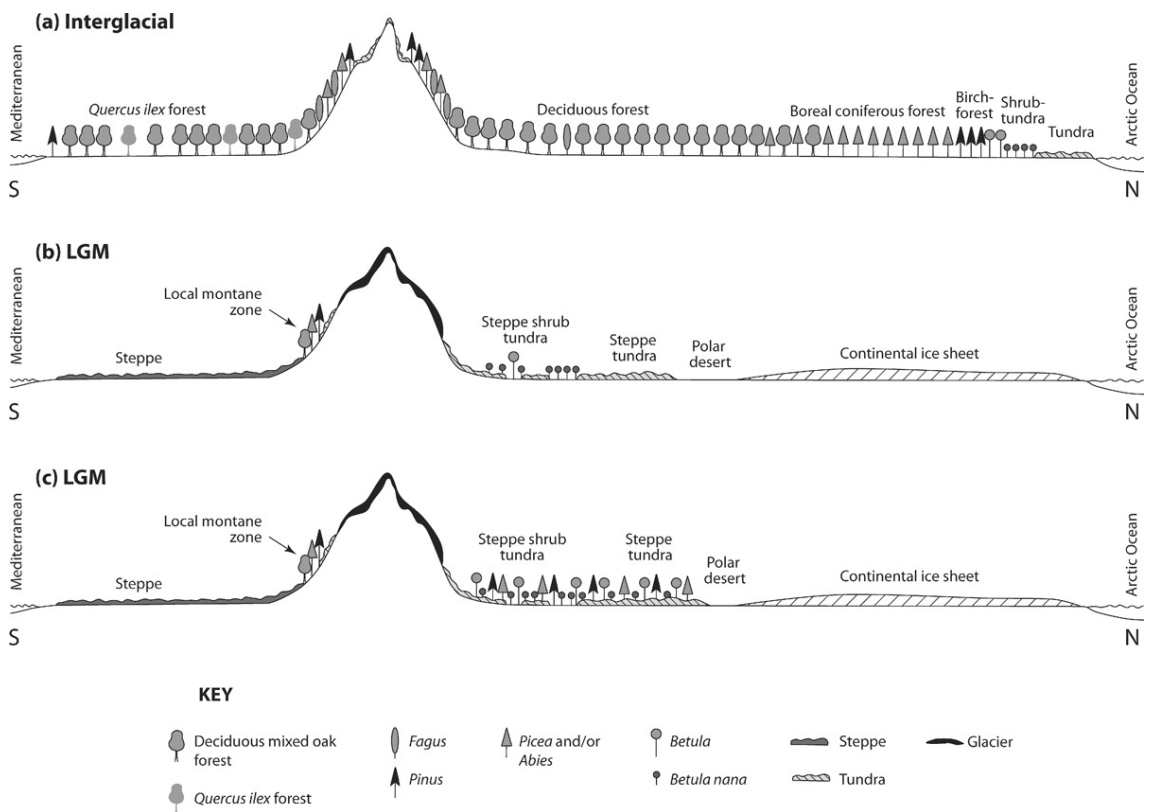 (a) Interglacial
Mediterranean
Quercus ilex forest
Deciduous forest
Boreal coniferous forest
Birch-
forest
Shrub-
tundra
Tundra
Arctic Ocean
S
N
(b) LGM
Mediterranean
Local montane
zone
Steppe
Steppe shrub
tundra
Steppe
tundra
Polar
desert
Continental ice sheet
Arctic Ocean
S
N
(c) LGM
Mediterranean
Local montane
zone
Steppe
Steppe shrub
tundra
Steppe
tundra
Polar
desert
Continental ice sheet
Arctic Ocean
S
N
KEY
Deciduous mixed oak
forest
Quercus ilex forest
Fagus
Pinus
Picea and/or
Abies
Betula
Betula nana
Steppe
Tundra
Glacier